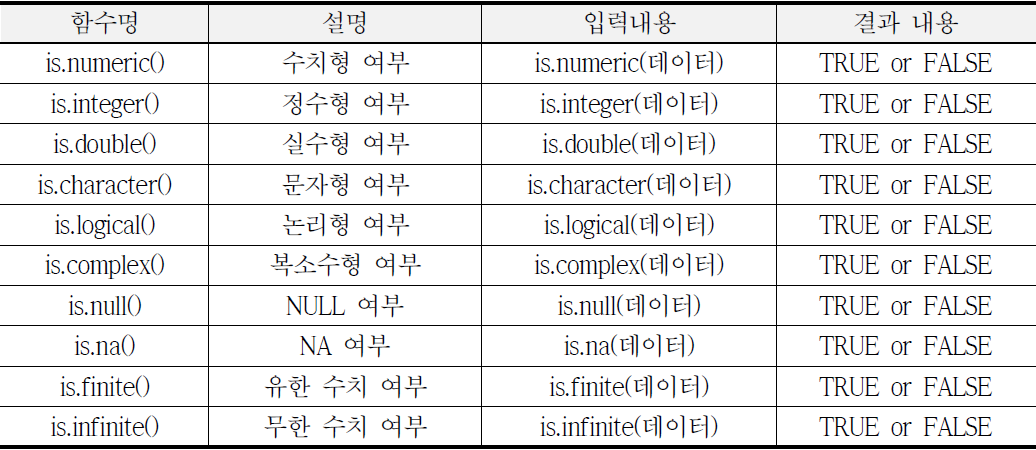 함수명 설명 입력내용 결과 내용
is.numeric() 수치형 여부 is.numeric(데이터) TRUE or FALSE
is.integer() 정수형 여부 is.integer(데이터) TRUE or FALSE
is.double() 실수형 여부 is.double(데이터) TRUE or FALSE
is.character() 문자형 여부 is.character(데이터) TRUE or FALSE
is.logical() 논리형 여부 is.logical(데이터) TRUE or FALSE
is.complex() 복소수형 여부 is.complex(데이터) TRUE or FALSE
is.null() NULL 여부 is.null(데이터) TRUE or FALSE
is.na() NA 여부 is.na(데이터) TRUE or FALSE
is.finite() 유한 수치 여부 is.finite(데이터) TRUE or FALSE
is.infinite() 무한 수치 여부 is.infinite(데이터) TRUE or FALSE